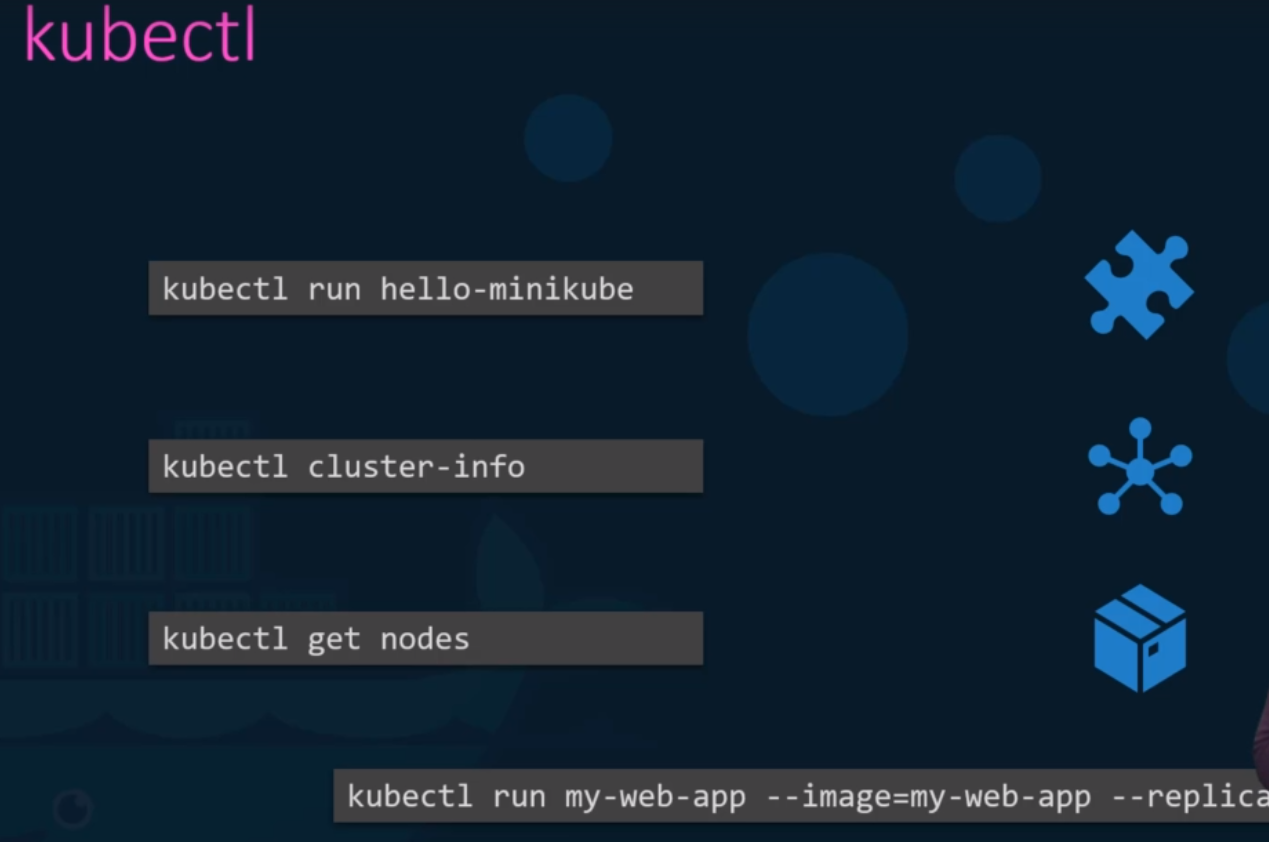 kubectl
kubectl run hello-minikube
kubectl cluster-info
kubectl get nodes
kubectl run my-web-app --image=my-web-app --replica